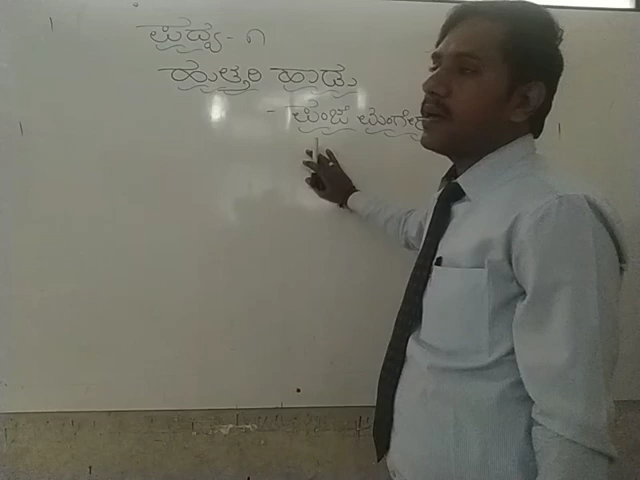 ಪದ್ಯ - ೧
ಹುತ್ತರಿ ಹಾಡು
- ಪಂಜೆ ಮಂಗೇಶ